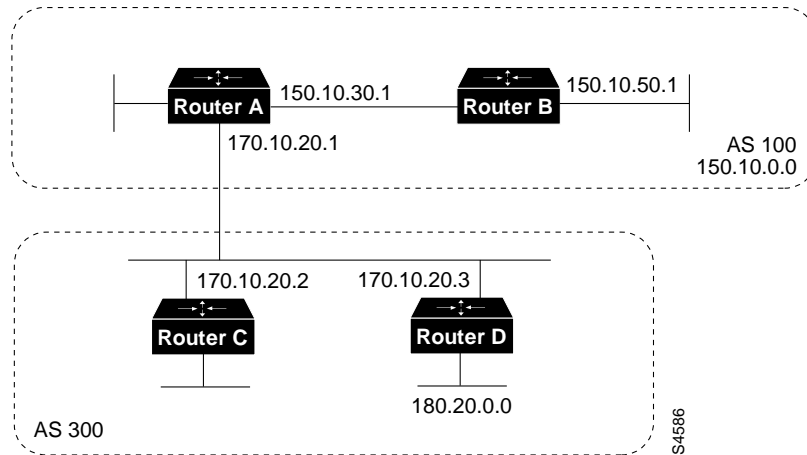 Router A
150.10.30.1
Router B
150.10.50.1
170.10.20.1
AS 100
150.10.0.0
170.10.20.2
170.10.20.3
Router C
Router D
180.20.0.0
AS 300
S4586